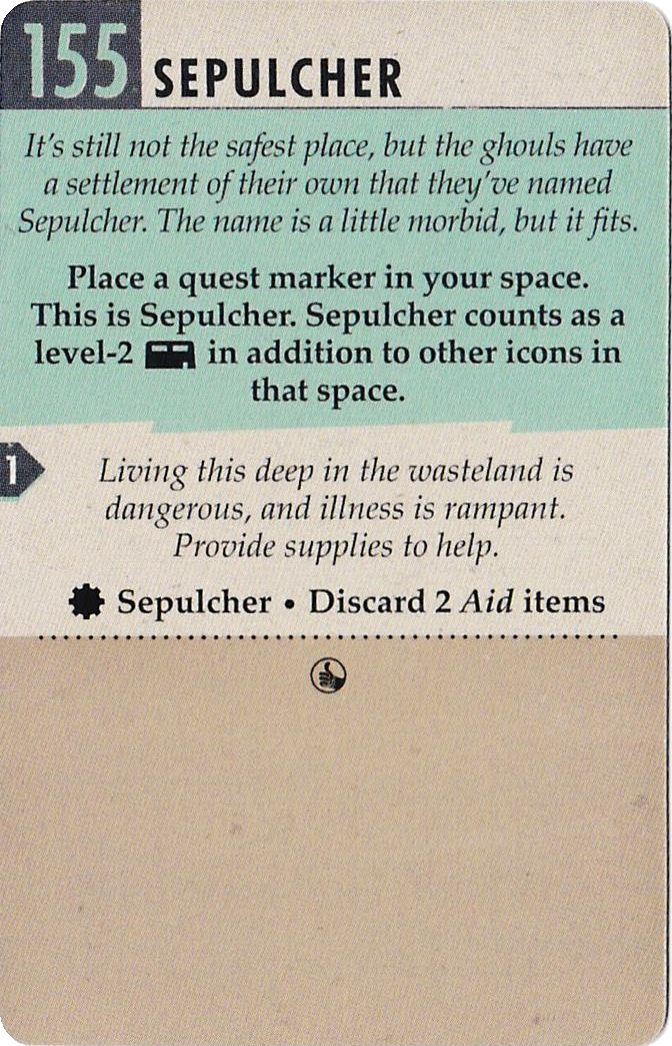 155 SEPULCHER
It's still not the safest place, but the ghouls have
a settlement of their own that they've named
Sepulcher. The name is a little morbid, but it fits.
Place a quest marker in your space.
This is Sepulcher. Sepulcher counts as a
level-2 in addition to other icons in
that space.
1
Living this deep in the wasteland is
dangerous, and illness is rampant.
Provide supplies to help.
Sepulcher • Discard 2 Aid items